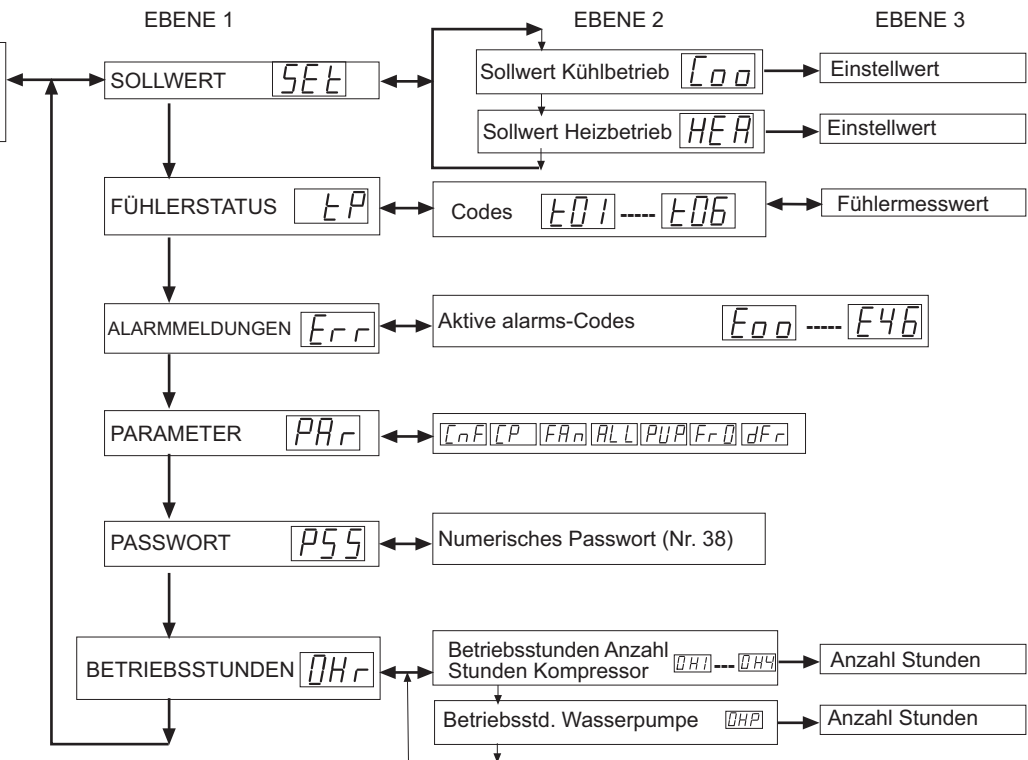 EBENE 1 EBENE 2 EBENE 3
SOLLWERT SEt
Sollwert Kühlbetrieb Coo
Einstellwert
Sollwert Heizbetrieb HEA
Einstellwert
FÜHLERSTATUS tP
Codes t01 ----- t06
Fühlermesswert
ALARMMELDUNGEN Err
Aktive alarms-Codes Eoo ----- E46
PARAMETER PAr
CnF CP FAn ALL PUP Fr0 dFr
PASSWORT PSS
Numerisches Passwort (Nr. 38)
BETRIEBSSTUNDEN OHr
Betriebsstunden Anzahl
Stunden Kompressor OH1 --- OH4
Anzahl Stunden
Betriebsstd. Wasserpumpe OHP
Anzahl Stunden